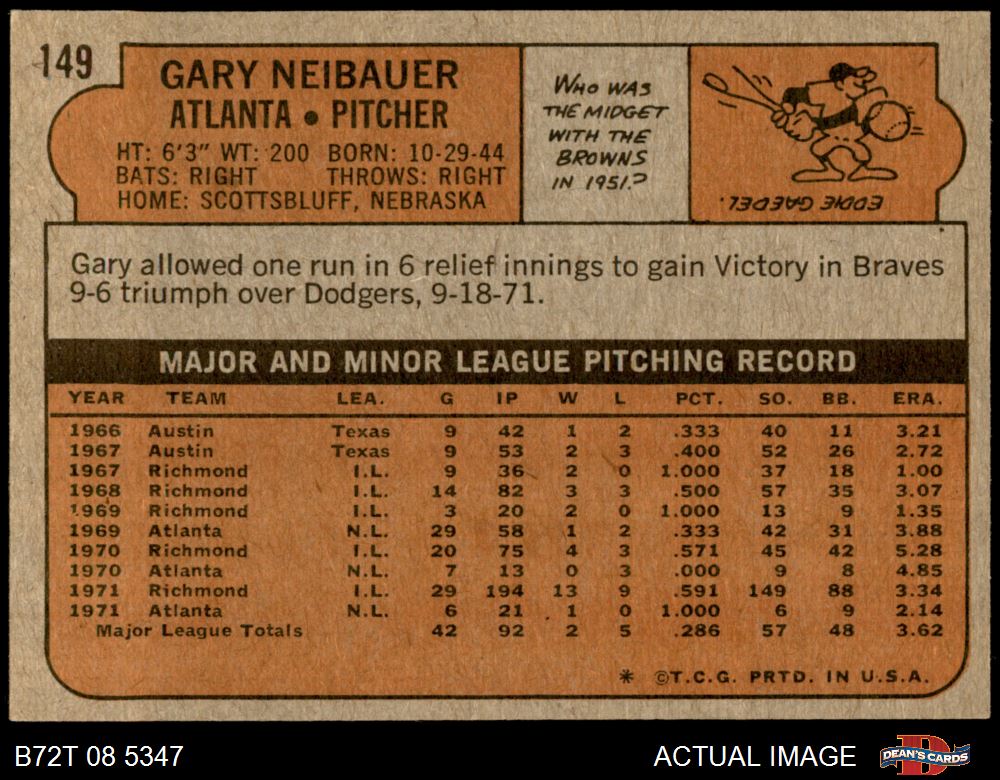 149
GARY NEIBAUER
ATLANTA • PITCHER
HT: 6'3" WT: 200 BORN: 10-29-44
BATS: RIGHT THROWS: RIGHT
HOME: SCOTTSBLUFF, NEBRASKA
WHO WAS
THE MIDGET
WITH THE
BROWNS
IN 1951?
EDDIE GAEDEL.
Gary allowed one run in 6 relief innings to gain Victory in Braves
9-6 triumph over Dodgers, 9-18-71.
MAJOR AND MINOR LEAGUE PITCHING RECORD
YEAR TEAM LEA. G IP W L PCT. SO. BB. ERA.
1966 Austin Texas 9 42 1 2 .333 40 11 3.21
1967 Austin Texas 9 53 2 3 .400 52 26 2.72
1967 Richmond I.L. 9 36 2 0 1.000 37 18 1.00
1968 Richmond I.L. 14 82 3 3 .500 57 35 3.07
1969 Richmond I.L. 3 20 2 0 1.000 13 9 1.35
1969 Atlanta N.L. 29 58 1 2 .333 42 31 3.88
1970 Richmond I.L. 20 75 4 3 .571 45 42 5.28
1970 Atlanta N.L. 7 13 0 3 .000 9 8 4.85
1971 Richmond I.L. 29 194 13 9 .591 149 88 3.34
1971 Atlanta N.L. 6 21 1 0 1.000 6 9 2.14
Major League Totals 42 92 2 5 .286 57 48 3.62
* ©T.C.G. PRTD. IN U.S.A.
B72T 08 5347
ACTUAL IMAGE
DEAN'S CARDS